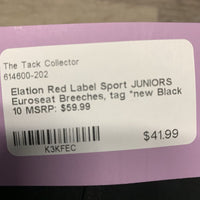 The Tack Collector
614600-202
Elation Red Label Sport JUNIORS
Euroseat Breeches, tag *new Black
10 MSRP: $59.99
$41.99
K3KFEC